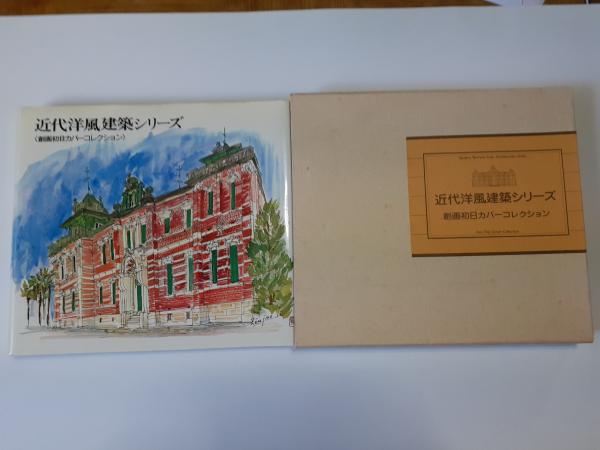 近代洋風建築シリーズ
〈創画初日カバーコレクション〉
近代洋風建築シリーズ
創画初日カバーコレクション